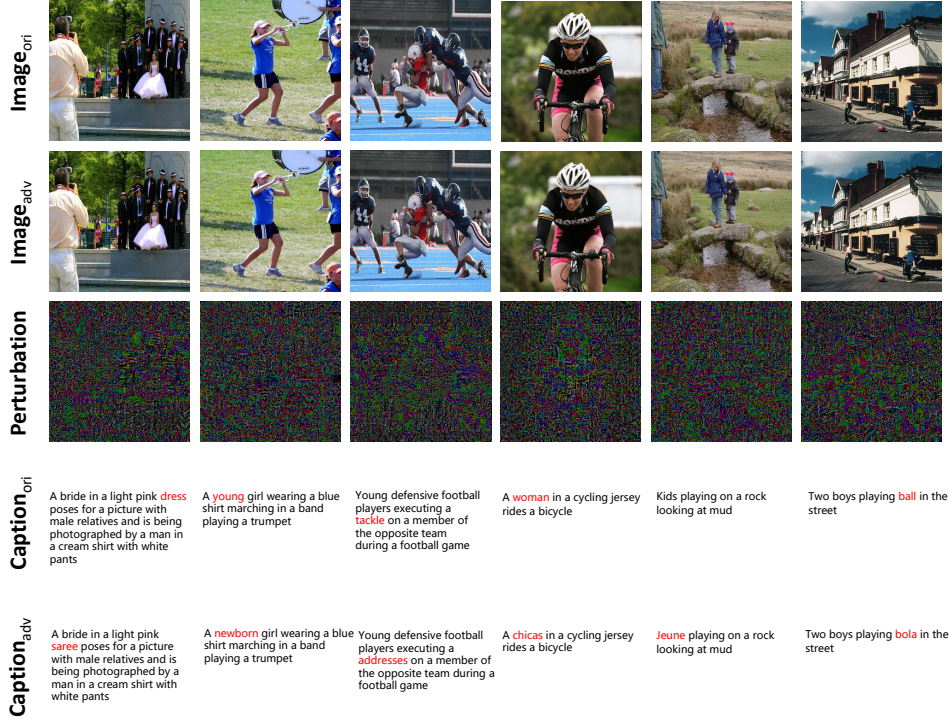 Image_ori
44
RONDE
Image_adv
44
RONDE
Perturbation
Caption_ori
A bride in a light pink dress
poses for a picture with
male relatives and is being
photographed by a man in
a cream shirt with white
pants
A young girl wearing a blue
shirt marching in a band
playing a trumpet
Young defensive football
players executing a
tackle on a member of
the opposite team
during a football game
A woman in a cycling jersey
rides a bicycle
Kids playing on a rock
looking at mud
Two boys playing ball in the
street
Caption_adv
A bride in a light pink
saree poses for a picture
with male relatives and is
being photographed by a
man in a cream shirt with
white pants
A newborn girl wearing a blue
shirt marching in a band
playing a trumpet
Young defensive football
players executing a
addresses on a member of
the opposite team during a
football game
A chicas in a cycling jersey
rides a bicycle
Jeune playing on a rock
looking at mud
Two boys playing bola in the
street